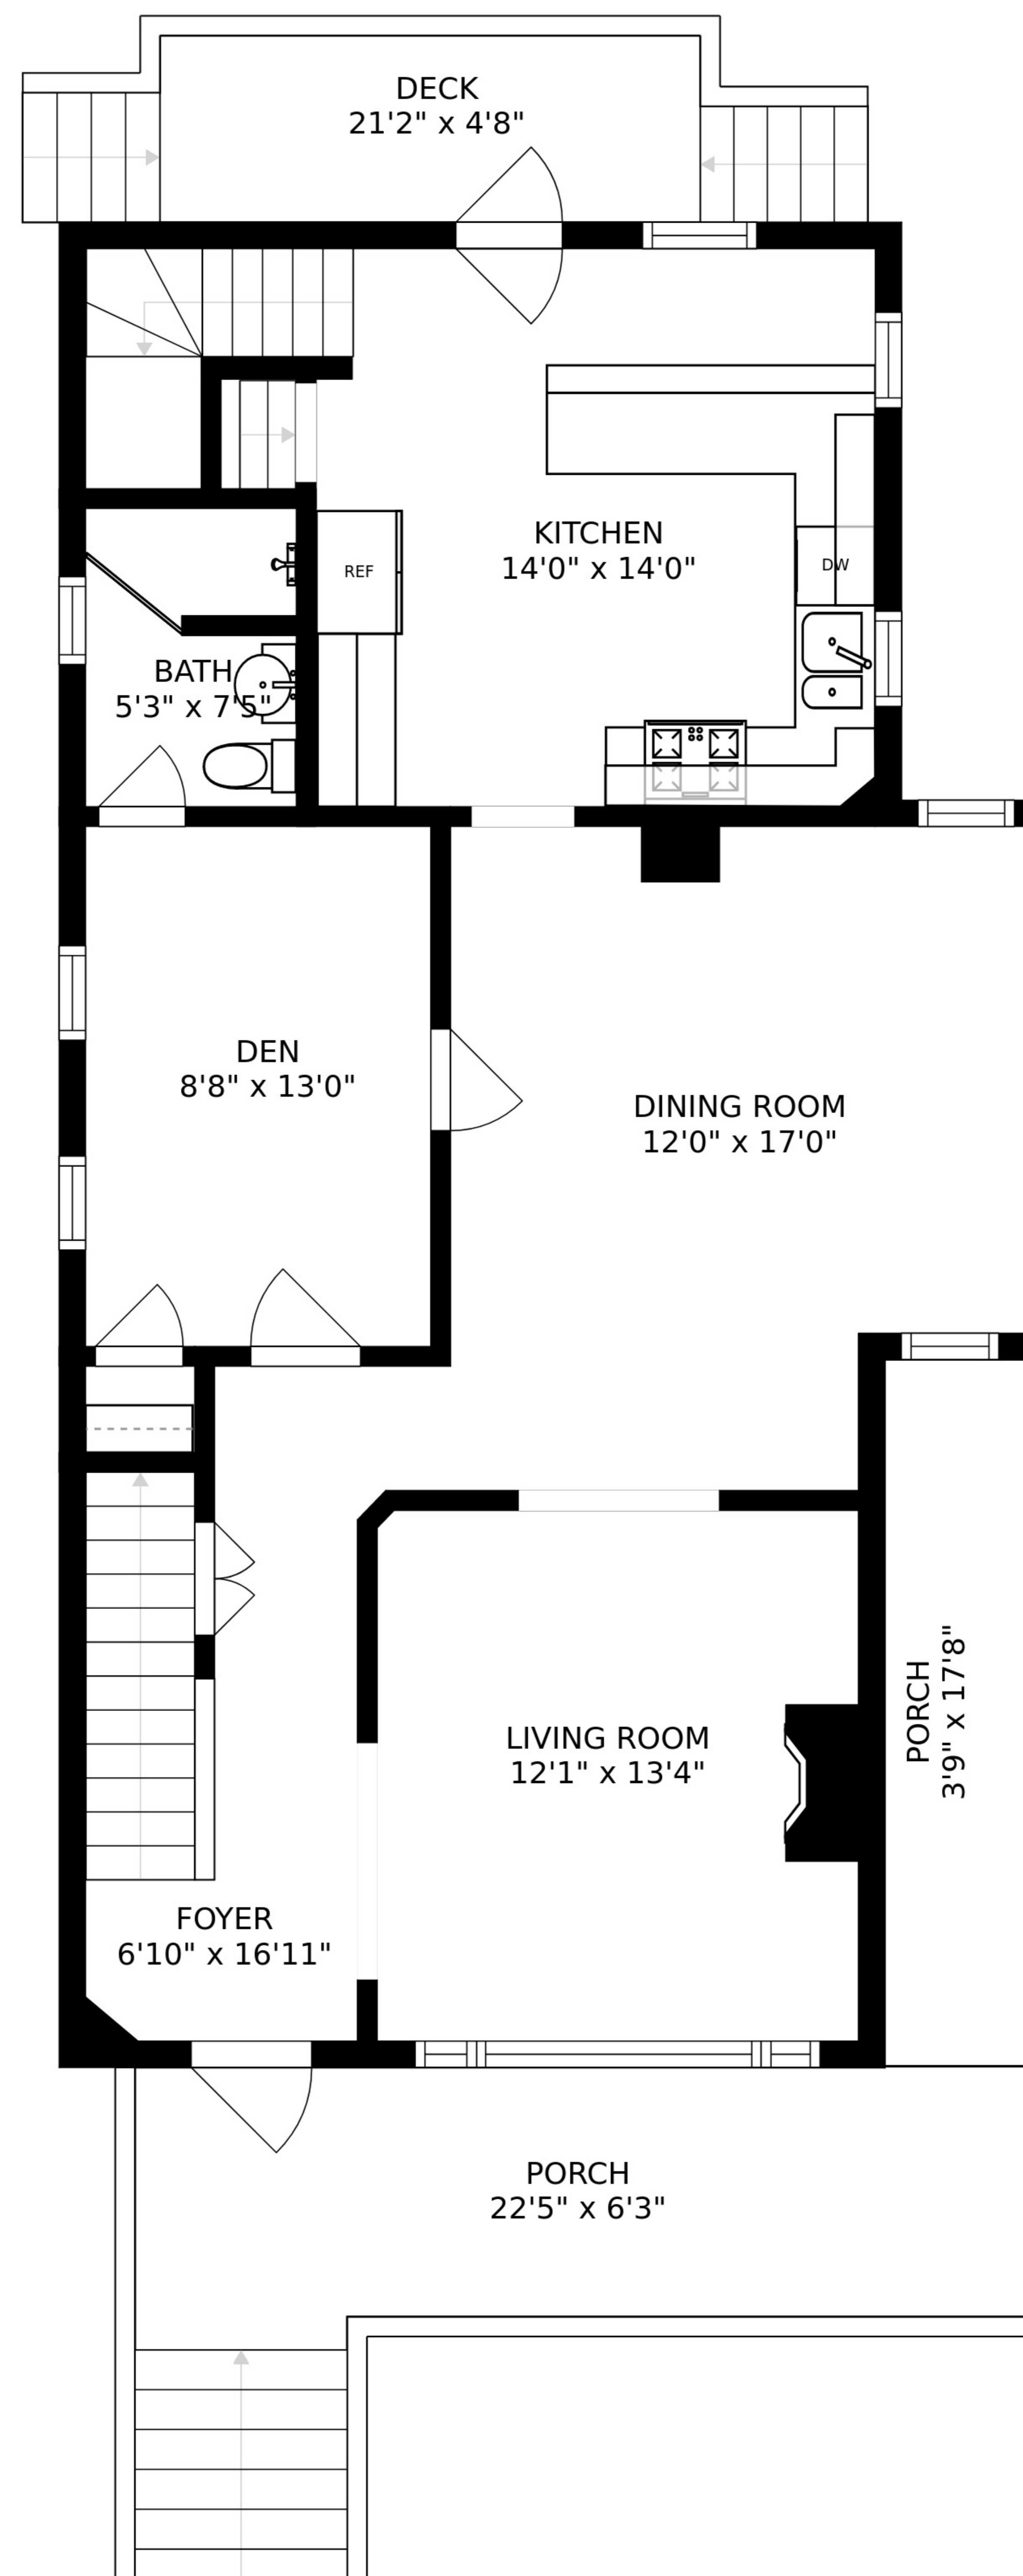 DECK
21'2" x 4'8"
KITCHEN
14'0" x 14'0"
REF
DW
BATH
5'3" x 7'5"
DEN
8'8" x 13'0"
DINING ROOM
12'0" x 17'0"
LIVING ROOM
12'1" x 13'4"
PORCH
3'9" x 17'8"
FOYER
6'10" x 16'11"
PORCH
22'5" x 6'3"